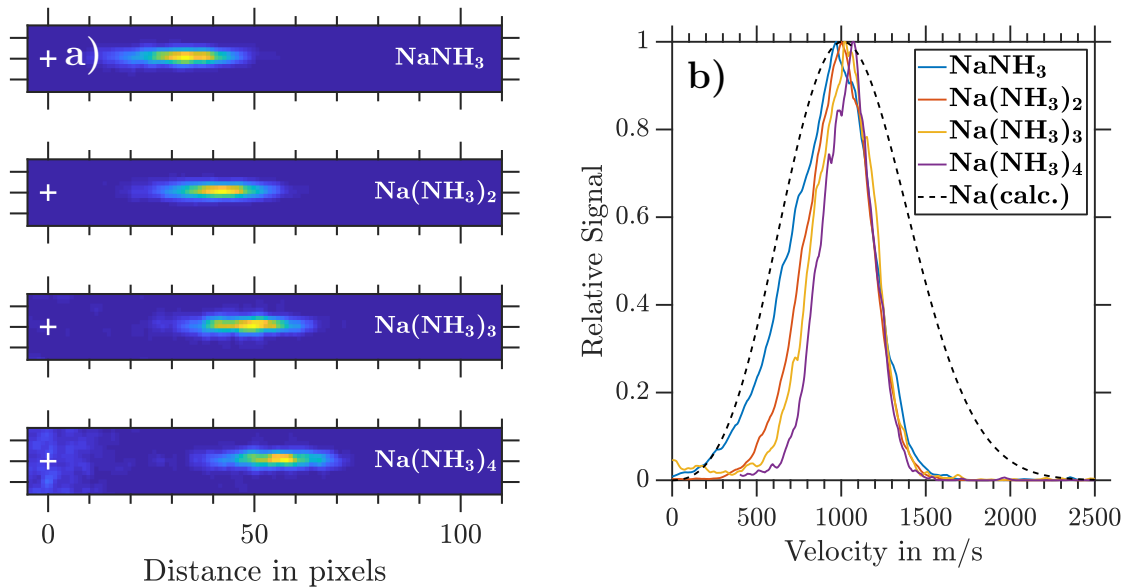 a)
NaNH₃
Na(NH₃)₂
Na(NH₃)₃
Na(NH₃)₄
0 50 100
Distance in pixels
b)
1
0.8
0.6
0.4
0.2
0
Relative Signal
NaNH₃
Na(NH₃)₂
Na(NH₃)₃
Na(NH₃)₄
Na(calc.)
0 500 1000 1500 2000 2500
Velocity in m/s